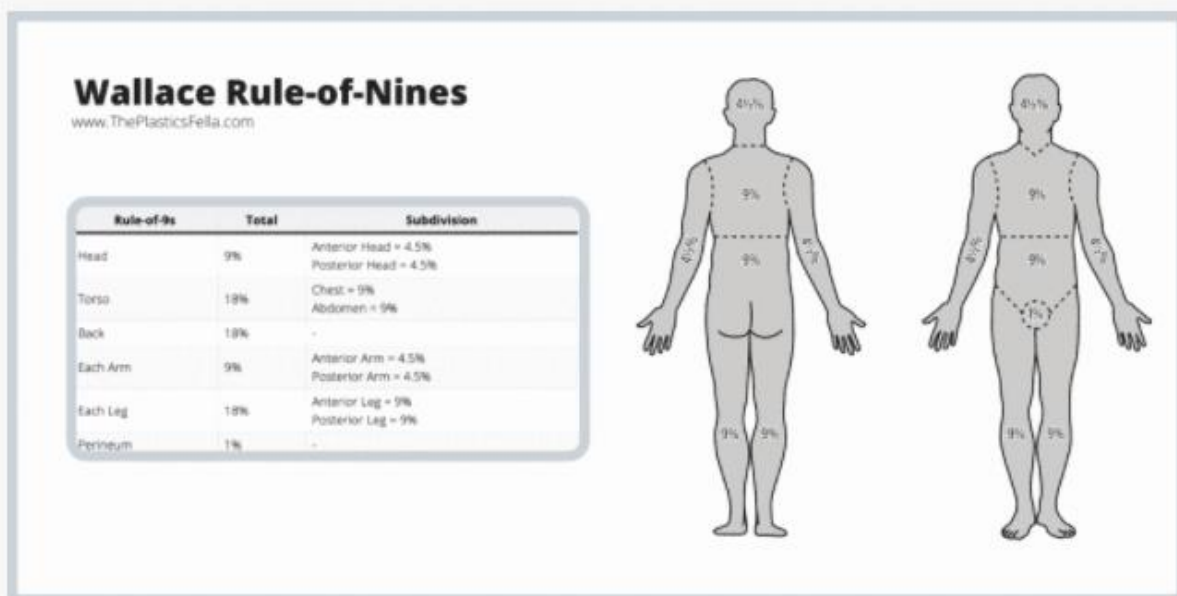 Wallace Rule-of-Nines
www.ThePlasticsFella.com
Rule-of-9s Total Subdivision
Head 9% Anterior Head = 4.5%
Posterior Head = 4.5%
Torso 18% Chest = 9%
Abdomen = 9%
Back 18% -
Each Arm 9% Anterior Arm = 4.5%
Posterior Arm = 4.5%
Each Leg 18% Anterior Leg = 9%
Posterior Leg = 9%
Perineum 1% -
4½% 4½%
9% 9%
4½% 4½% 4½% 4½%
9% 9%
1%
9% 9% 9% 9%